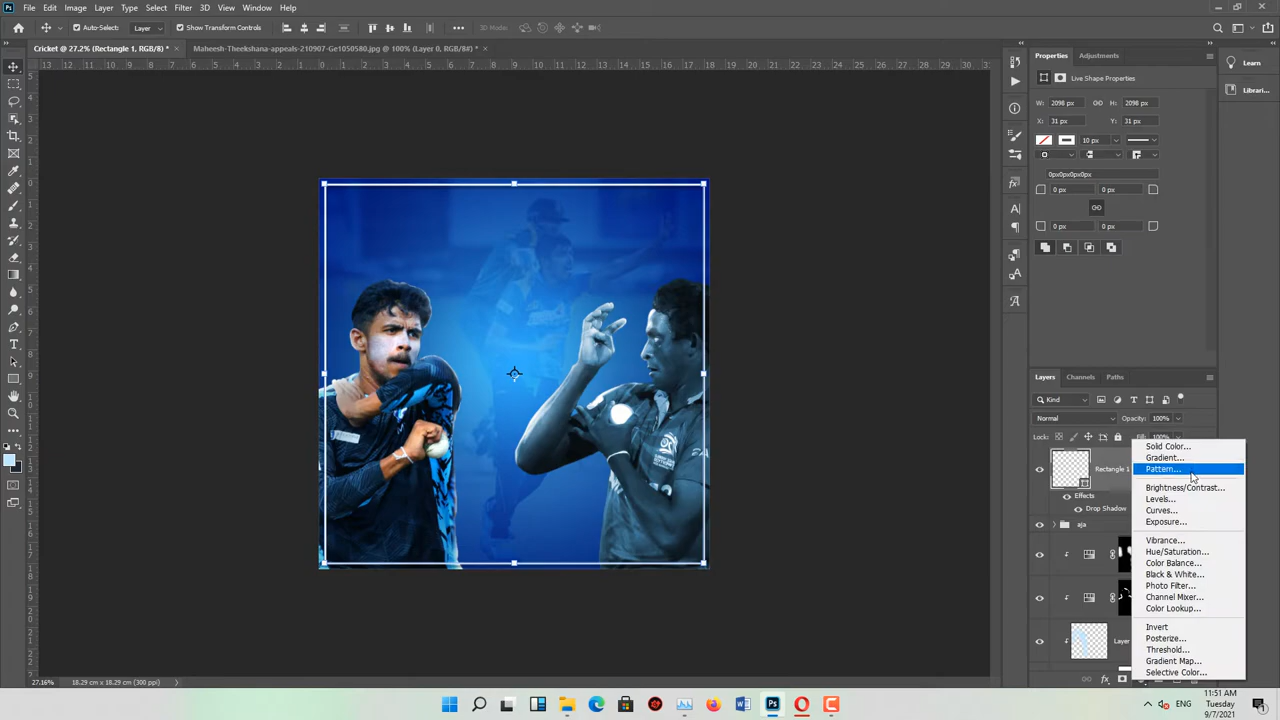 Ps File Edit Image Layer Type Select Filter 3D View Window Help
Auto-Select: Layer Show Transform Controls 3D Mode:
Cricket @ 27.2% (Rectangle 1, RGB/8) * × Maheesh-Theekshana-appeals-210907-Ge1050580.jpg @ 100% (Layer 0, RGB/8#) * ×
Properties Adjustments
Learn
Librari...
Live Shape Properties
W: 2098 px H: 2098 px
X: 31 px Y: 31 px
10 px
0px0px0px0px
0 px 0 px
0 px 0 px
Layers Channels Paths
Kind
Normal Opacity: 100%
Lock: Fill: 100%
Rectangle 1
Effects
Drop Shadow
aja
Layer
Solid Color...
Gradient...
Pattern...
Brightness/Contrast...
Levels...
Curves...
Exposure...
Vibrance...
Hue/Saturation...
Color Balance...
Black & White...
Photo Filter...
Channel Mixer...
Color Lookup...
Invert
Posterize...
Threshold...
Gradient Map...
Selective Color...
27.16% 18.29 cm x 18.29 cm (300 ppi)
ENG
11:51 AM
Tuesday
9/7/2021